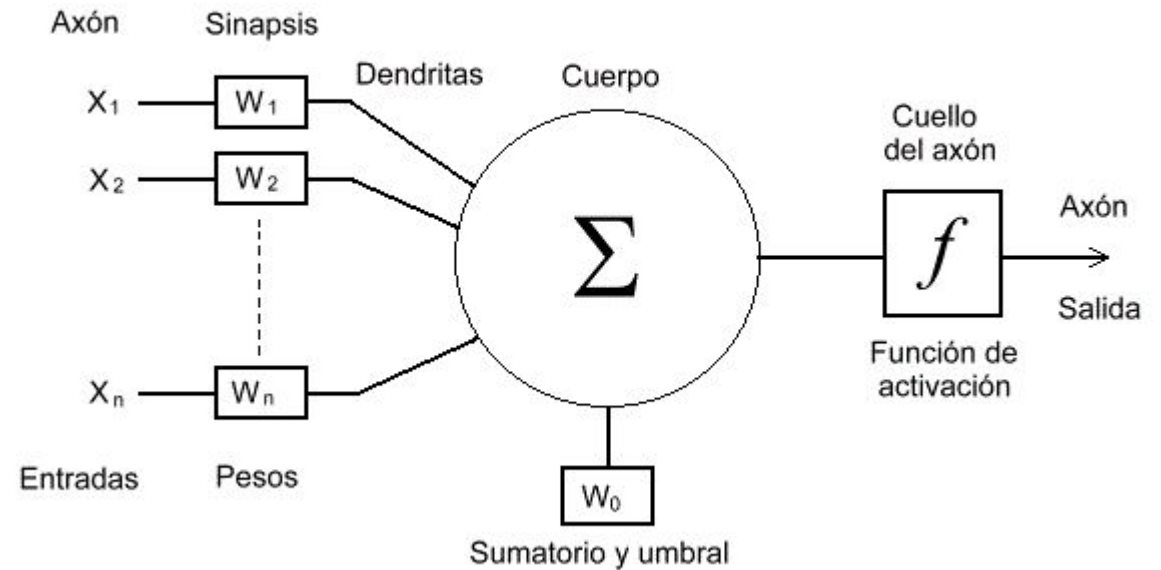 Axón
Sinapsis
Dendritas
Cuerpo
Cuello
del axón
X1
W1
X2
W2
Σ
f
Axón
Salida
Función de
activación
Xn
Wn
Entradas
Pesos
W0
Sumatorio y umbral